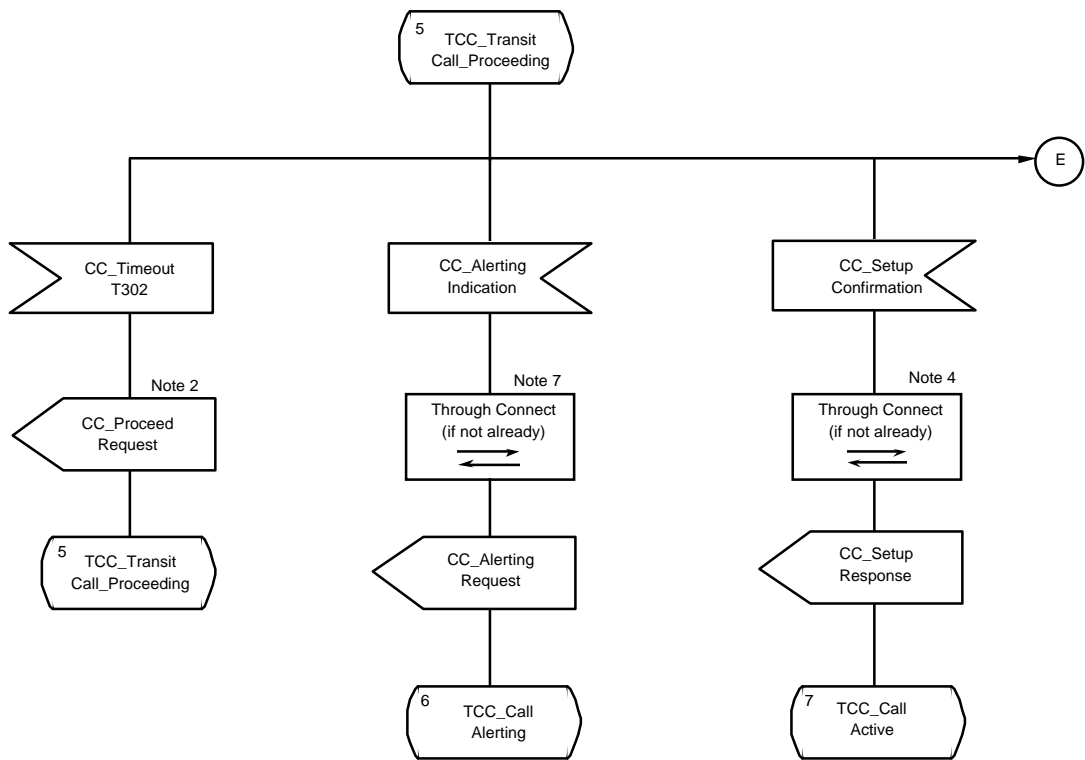 5
TCC_Transit
Call_Proceeding
E
CC_Timeout
T302
CC_Alerting
Indication
CC_Setup
Confirmation
Note 2
CC_Proceed
Request
Note 7
Through Connect
(if not already)
Note 4
Through Connect
(if not already)
5
TCC_Transit
Call_Proceeding
CC_Alerting
Request
CC_Setup
Response
6
TCC_Call
Alerting
7
TCC_Call
Active